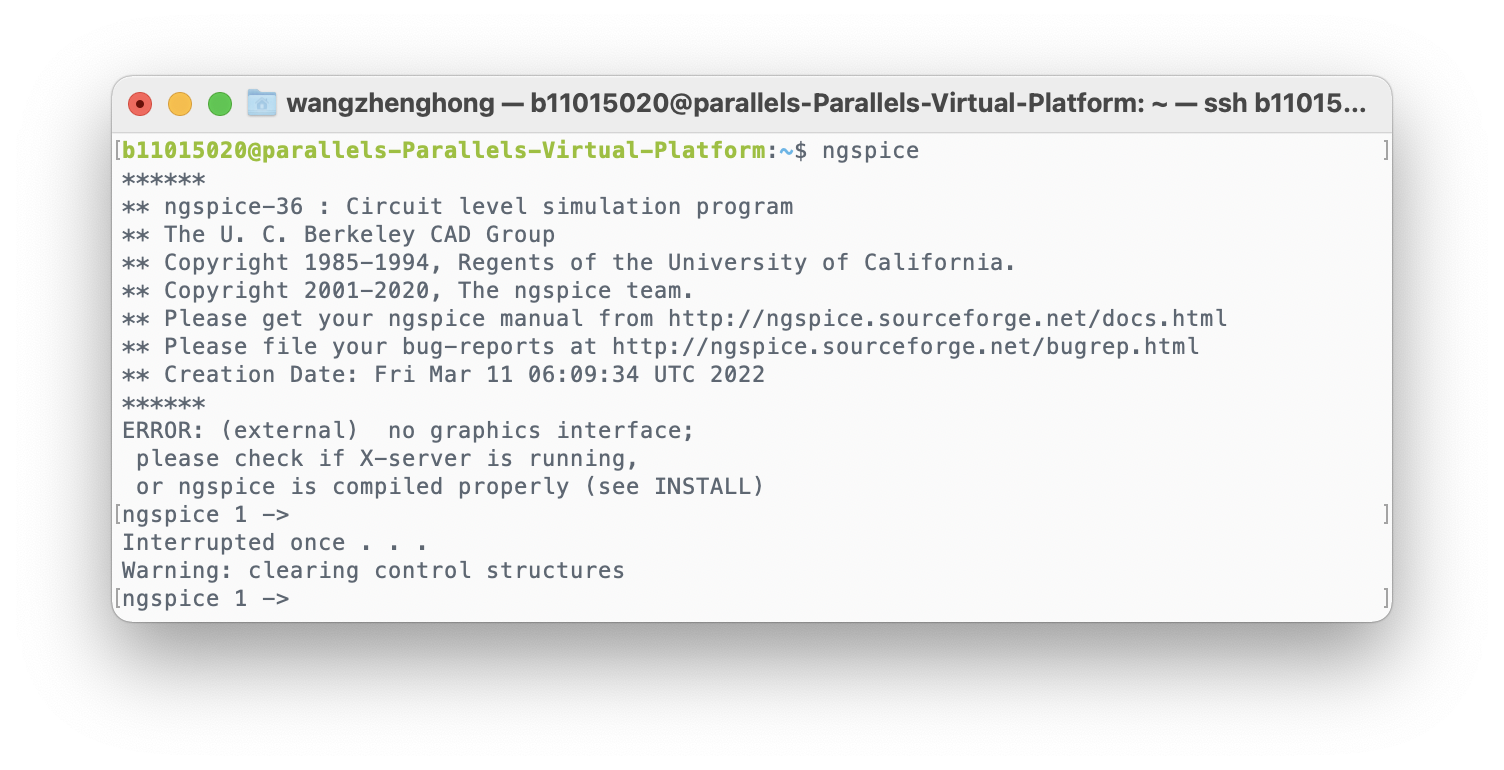 wangzhenghong — b11015020@parallels-Parallels-Virtual-Platform: ~ — ssh b11015...
[b11015020@parallels-Parallels-Virtual-Platform:~$ ngspice ]
******
** ngspice-36 : Circuit level simulation program
** The U. C. Berkeley CAD Group
** Copyright 1985-1994, Regents of the University of California.
** Copyright 2001-2020, The ngspice team.
** Please get your ngspice manual from http://ngspice.sourceforge.net/docs.html
** Please file your bug-reports at http://ngspice.sourceforge.net/bugrep.html
** Creation Date: Fri Mar 11 06:09:34 UTC 2022
******
ERROR: (external)  no graphics interface;
 please check if X-server is running,
 or ngspice is compiled properly (see INSTALL)
[ngspice 1 -> ]
Interrupted once . . .
Warning: clearing control structures
[ngspice 1 -> ]